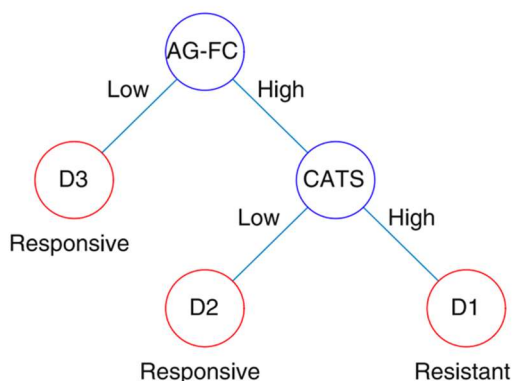 AG-FC
Low
High
D3
CATS
Responsive
Low
High
D2
D1
Responsive
Resistant